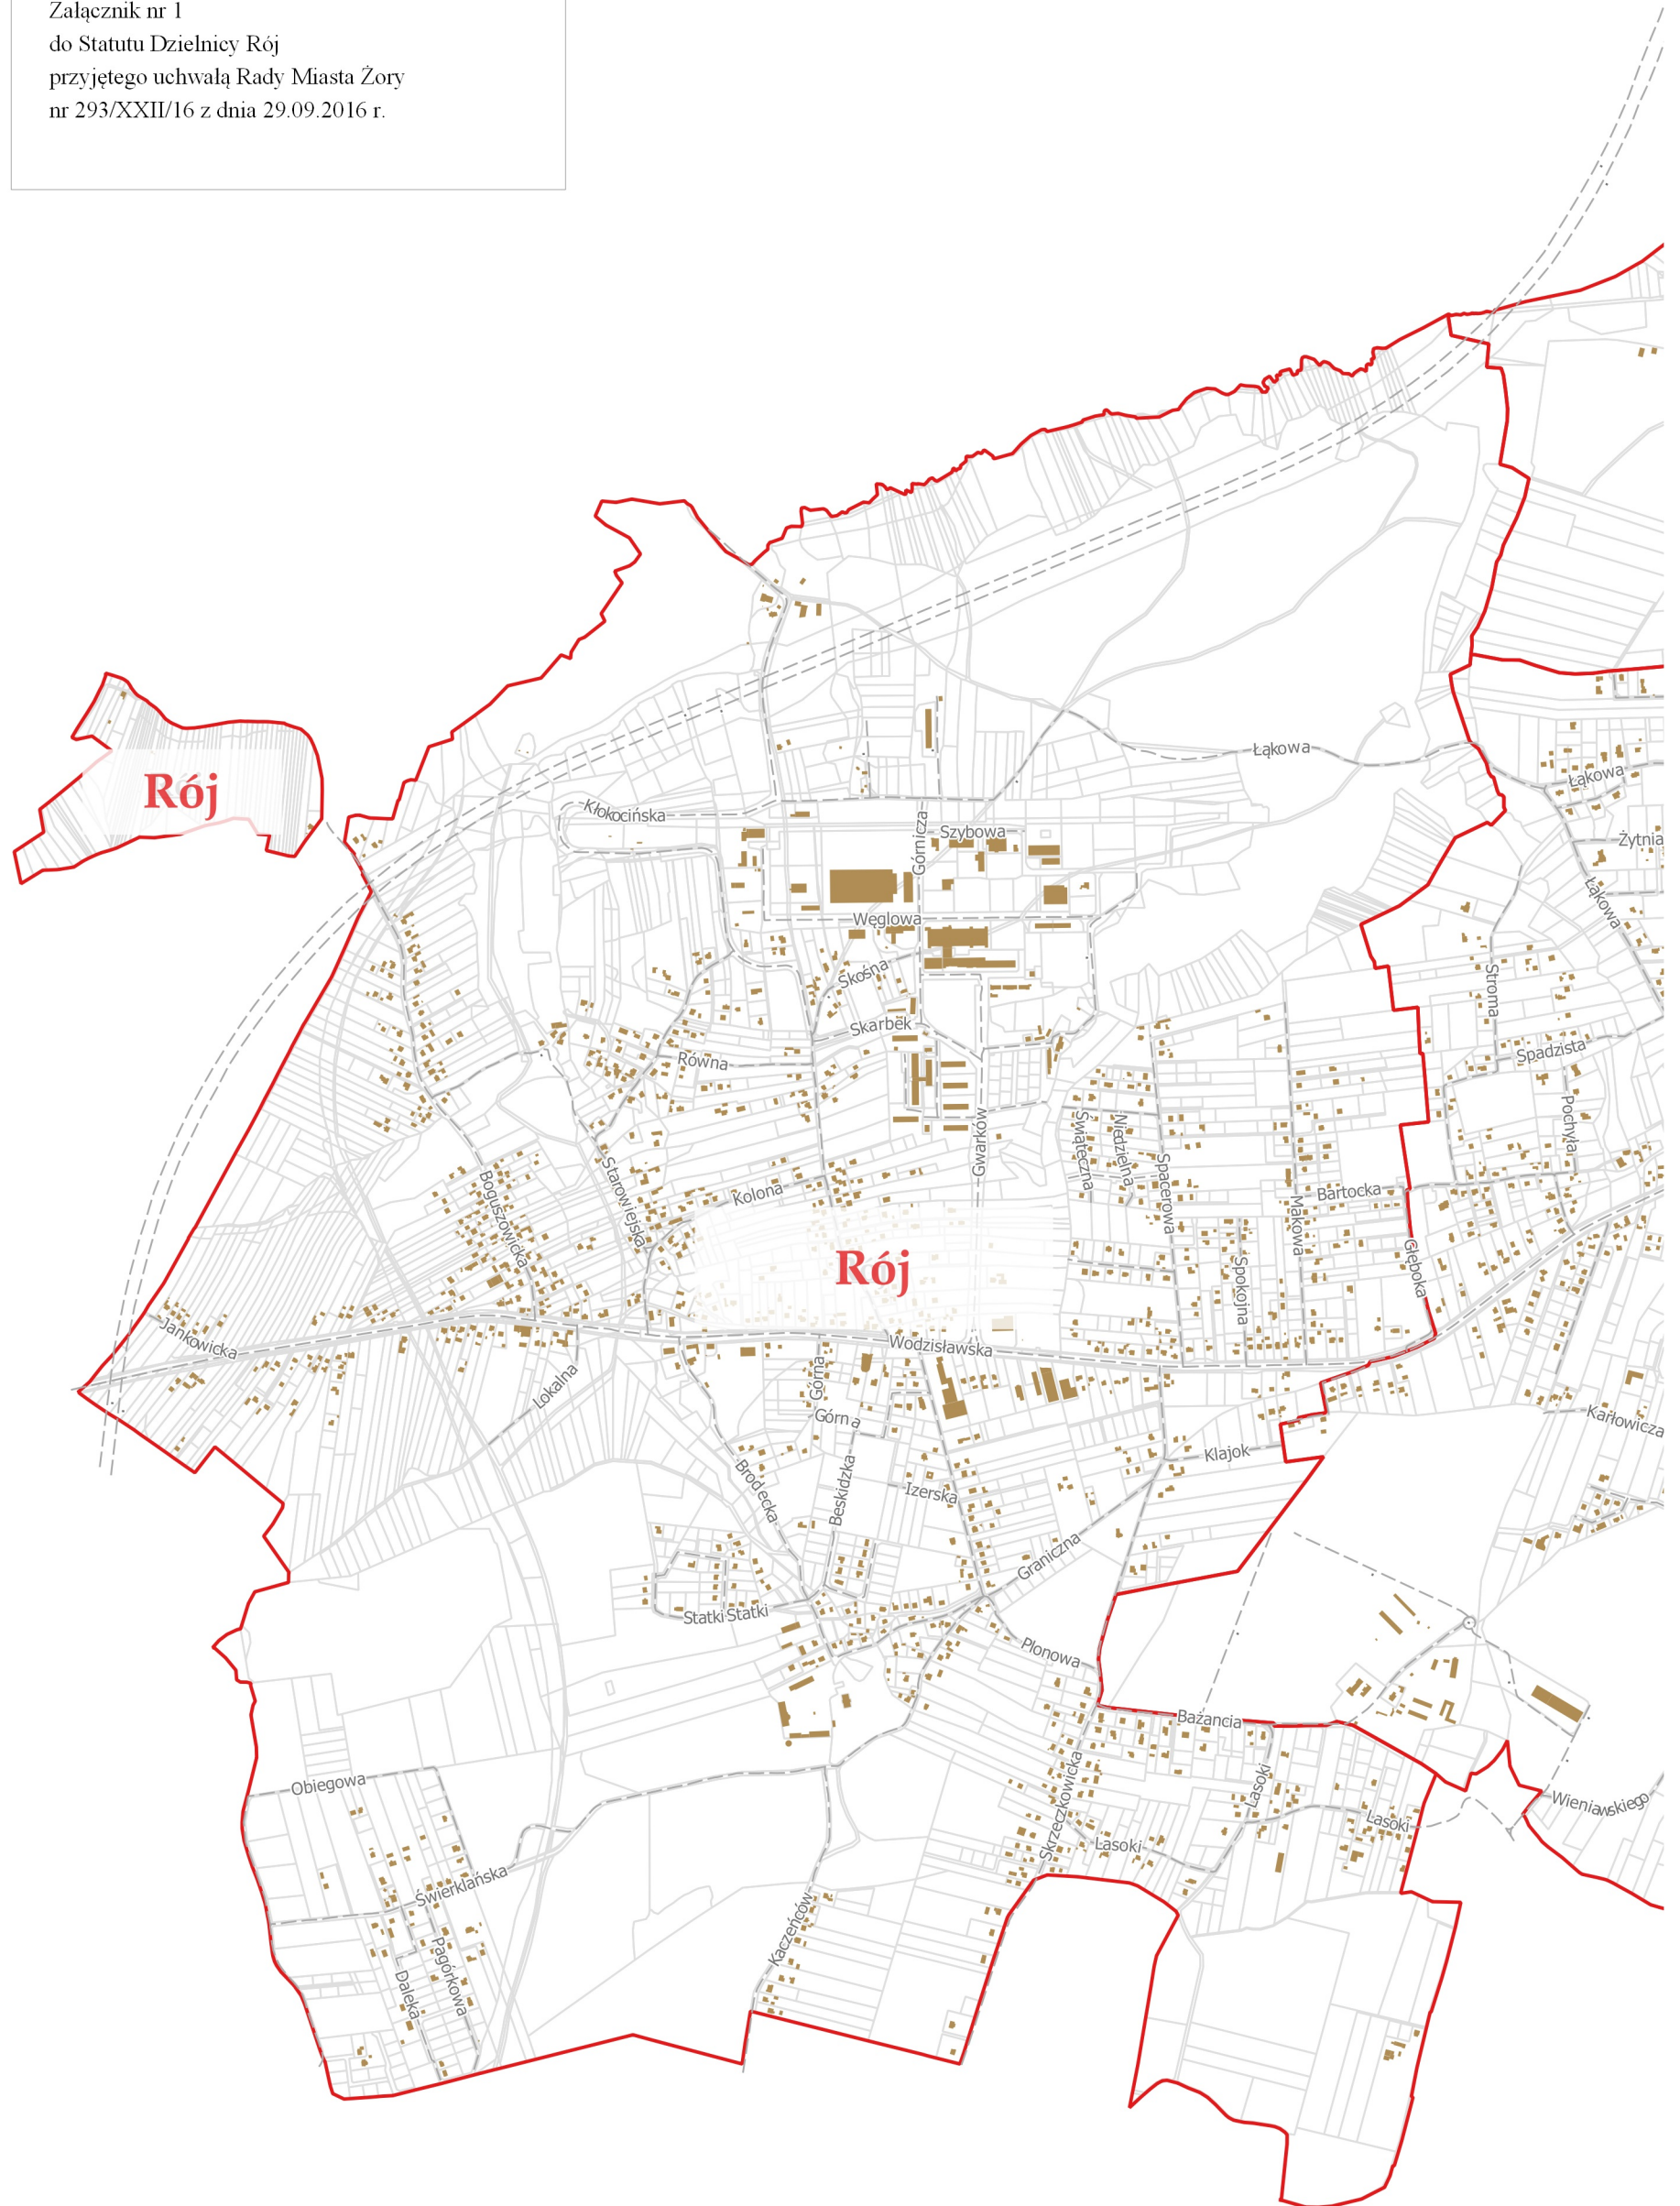 Załącznik nr 1
do Statutu Dzielnicy Rój
przyjętego uchwałą Rady Miasta Żory
nr 293/XXII/16 z dnia 29.09.2016 r.
Łąkowa
Łąkowa
Rój
Kłokocińska
Górnicza
Szybowa
Żytnia
Łąkowa
Węglowa
Skośna
Stroma
Skarbek
Równa
Spadzista
Pochyła
Gwarków
Świąteczna
Niedzielna
Spacerowa
Starowiejska
Boguszowicka
Kolona
Bartocka
Makowa
Głęboka
Rój
Spokojna
Jankowicka
Wodzisławska
Lokalna
Górna
Górna
Karłowicza
Klajok
Brodecka
Beskidzka
Izerska
Graniczna
Statki Statki
Plonowa
Bażancia
Obiegowa
Skrzeczkowicka
Lasoki
Wieniawskiego
Lasoki
Lasoki
Świerklańska
Kaczeńców
Pagórkowa
Daleka